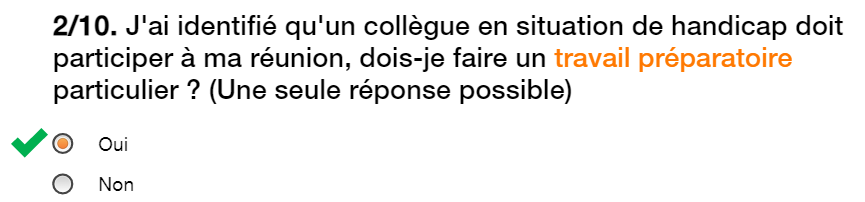 2/10. J'ai identifié qu'un collègue en situation de handicap doit
participer à ma réunion, dois-je faire un travail préparatoire
particulier ? (Une seule réponse possible)
Oui
Non